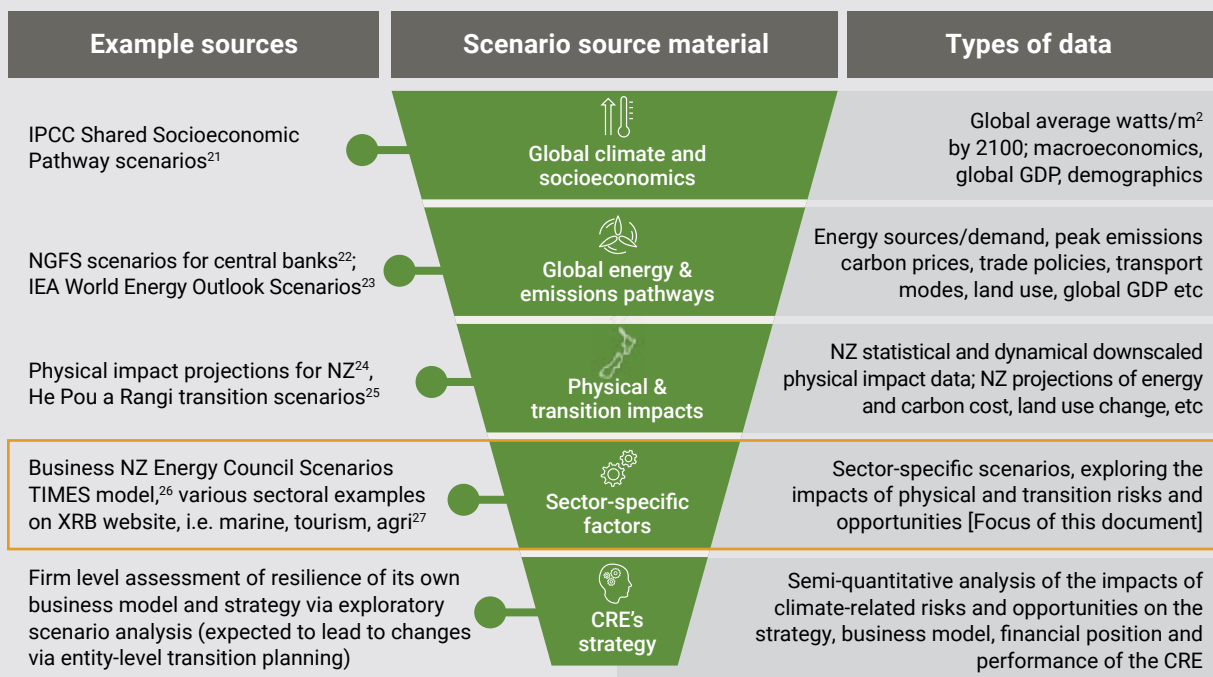 Example sources
Scenario source material
Types of data
IPCC Shared Socioeconomic
Pathway scenarios²¹
Global climate and
socioeconomics
Global average watts/m²
by 2100; macroeconomics,
global GDP, demographics
NGFS scenarios for central banks²²;
IEA World Energy Outlook Scenarios²³
Global energy &
emissions pathways
Energy sources/demand, peak emissions
carbon prices, trade policies, transport
modes, land use, global GDP etc
Physical impact projections for NZ²⁴,
He Pou a Rangi transition scenarios²⁵
Physical &
transition impacts
NZ statistical and dynamical downscaled
physical impact data; NZ projections of energy
and carbon cost, land use change, etc
Business NZ Energy Council Scenarios
TIMES model,²⁶ various sectoral examples
on XRB website, i.e. marine, tourism, agri²⁷
Sector-specific
factors
Sector-specific scenarios, exploring the
impacts of physical and transition risks and
opportunities [Focus of this document]
Firm level assessment of resilience of its own
business model and strategy via exploratory
scenario analysis (expected to lead to changes
via entity-level transition planning)
CRE's
strategy
Semi-quantitative analysis of the impacts of
climate-related risks and opportunities on the
strategy, business model, financial position and
performance of the CRE